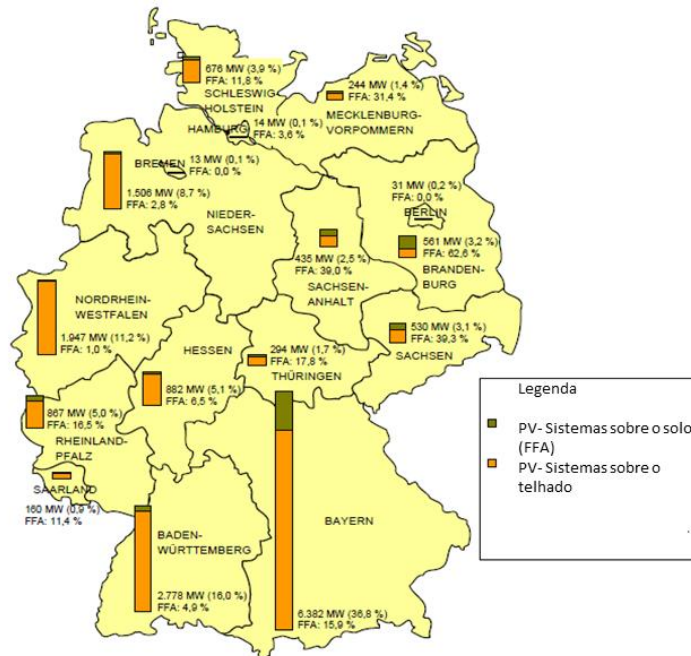 676 MW (3,9 %)
FFA: 11,8 %
SCHLESWIG-
HOLSTEIN
244 MW (1,4 %)
FFA: 31,4 %
MECKLENBURG-
VORPOMMERN
HAMBURG
14 MW (0,1 %)
FFA: 3,6 %
BREMEN
13 MW (0,1 %)
FFA: 0,0 %
1.506 MW (8,7 %)
FFA: 2,8 %
NIEDER-
SACHSEN
31 MW (0,2 %)
FFA: 0,0 %
BERLIN
561 MW (3,2 %)
FFA: 62,6 %
BRANDEN-
BURG
435 MW (2,5 %)
FFA: 39,0 %
SACHSEN-
ANHALT
NORDRHEIN-
WESTFALEN
1.947 MW (11,2 %)
FFA: 1,0 %
HESSEN
882 MW (5,1 %)
FFA: 6,5 %
294 MW (1,7 %)
FFA: 17,8 %
THÜRINGEN
530 MW (3,1 %)
FFA: 39,3 %
SACHSEN
867 MW (5,0 %)
FFA: 16,5 %
RHEINLAND-
PFALZ
SAARLAND
160 MW (0,9 %)
FFA: 11,4 %
BADEN-
WÜRTTEMBERG
2.778 MW (16,0 %)
FFA: 4,9 %
BAYERN
6.382 MW (36,8 %)
FFA: 15,9 %
Legenda
PV- Sistemas sobre o solo
(FFA)
PV- Sistemas sobre o
telhado